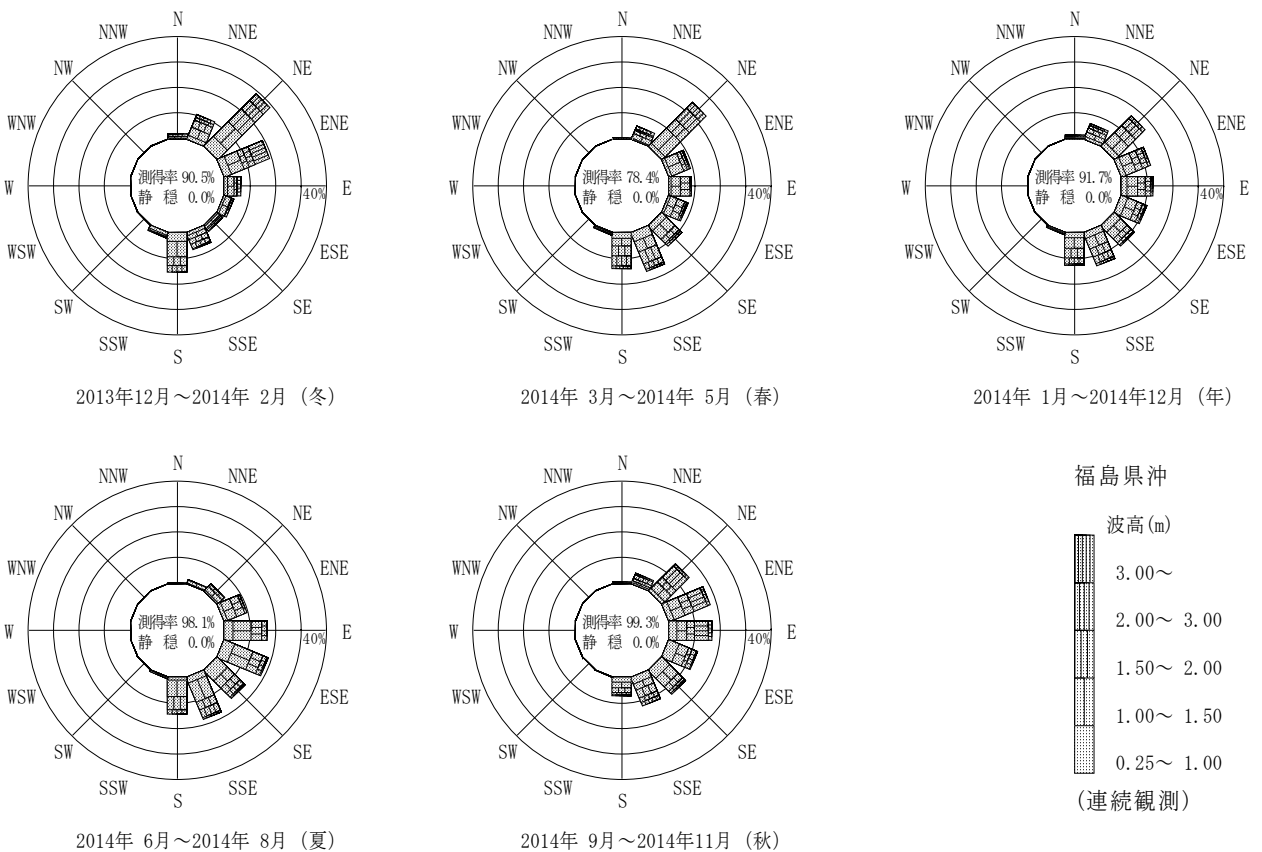 N
NNW NNE
NW NE
WNW ENE
測得率 90.5%
W E
静 穏 0.0%
40%
WSW ESE
SW SE
SSW SSE
S
2013年12月～2014年 2月 (冬)
N
NNW NNE
NW NE
WNW ENE
測得率 78.4%
W E
静 穏 0.0%
40%
WSW ESE
SW SE
SSW SSE
S
2014年 3月～2014年 5月 (春)
N
NNW NNE
NW NE
WNW ENE
測得率 91.7%
W E
静 穏 0.0%
40%
WSW ESE
SW SE
SSW SSE
S
2014年 1月～2014年12月 (年)
N
NNW NNE
NW NE
WNW ENE
測得率 98.1%
W E
静 穏 0.0%
40%
WSW ESE
SW SE
SSW SSE
S
2014年 6月～2014年 8月 (夏)
N
NNW NNE
NW NE
WNW ENE
測得率 99.3%
W E
静 穏 0.0%
40%
WSW ESE
SW SE
SSW SSE
S
2014年 9月～2014年11月 (秋)
福島県沖
波高(m)
3.00～
2.00～ 3.00
1.50～ 2.00
1.00～ 1.50
0.25～ 1.00
(連続観測)